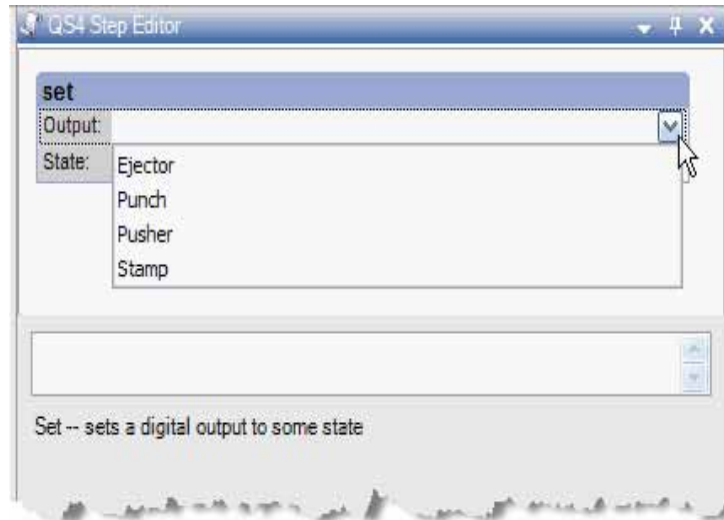 QS4 Step Editor
set
Output:
State:
Ejector
Punch
Pusher
Stamp
Set -- sets a digital output to some state